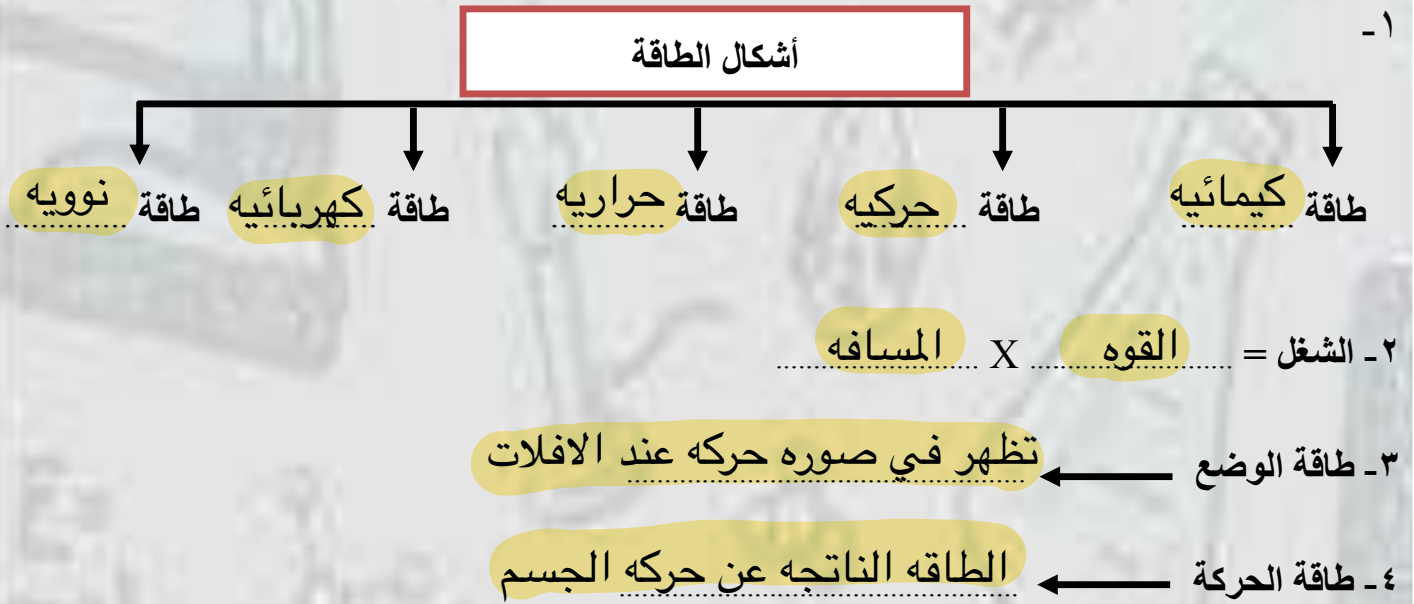 ١-
أشكال الطاقة
طاقة كيمائيه طاقة حركيه طاقة حراريه طاقة كهربائيه طاقة نوويه
٢- الشغل = القوه X المسافه
٣- طاقة الوضع تظهر في صوره حركه عند الافلات
٤- طاقة الحركة الطاقه الناتجه عن حركه الجسم